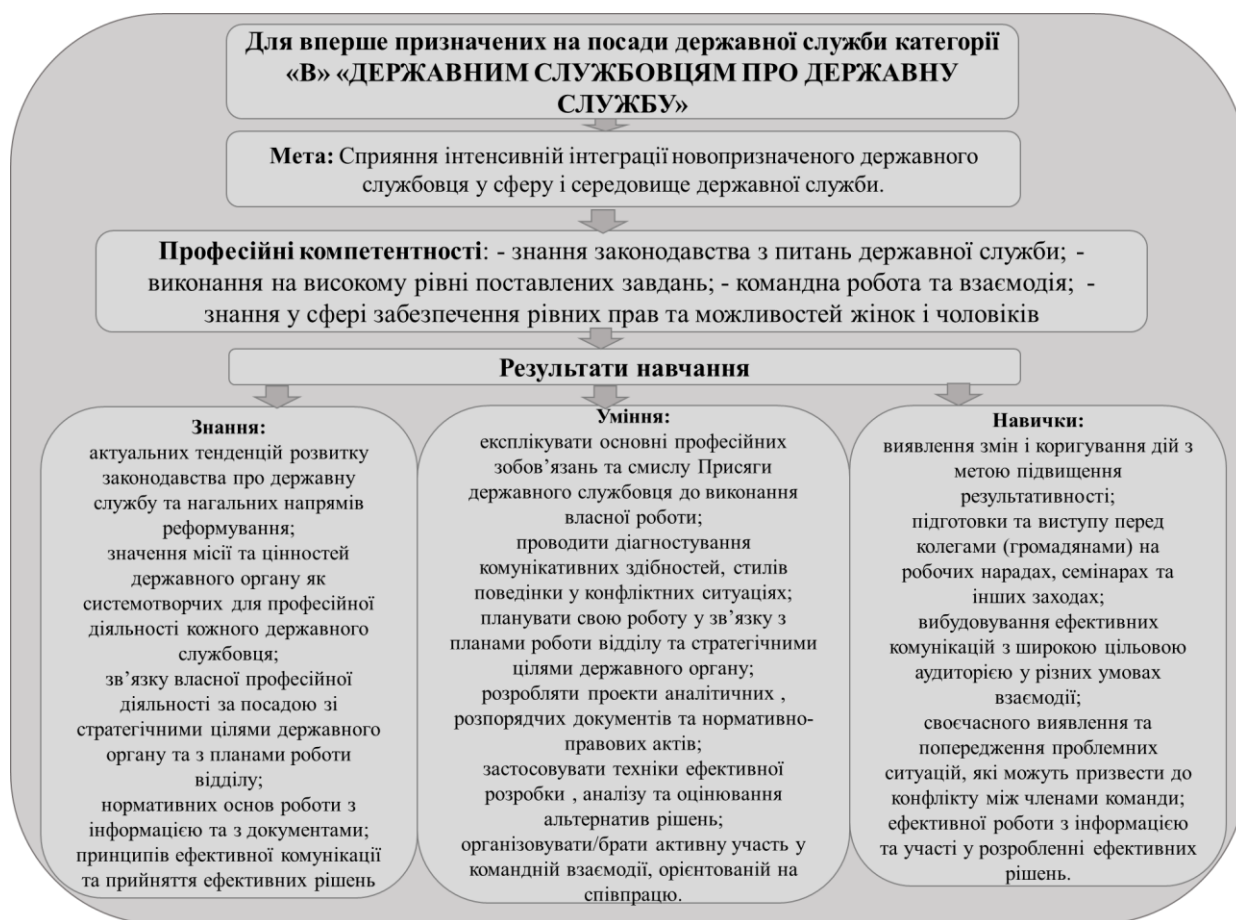 Для вперше призначених на посади державної служби категорії
«В» «ДЕРЖАВНИМ СЛУЖБОВЦЯМ ПРО ДЕРЖАВНУ
СЛУЖБУ»
Мета: Сприяння інтенсивній інтеграції новопризначеного державного
службовця у сферу і середовище державної служби.
Професійні компетентності: - знання законодавства з питань державної служби; -
виконання на високому рівні поставлених завдань; - командна робота та взаємодія; -
знання у сфері забезпечення рівних прав та можливостей жінок і чоловіків
Результати навчання
Знання:
актуальних тенденцій розвитку
законодавства про державну
службу та нагальних напрямів
реформування;
значення місії та цінностей
державного органу як
системотворчих для професійної
діяльності кожного державного
службовця;
зв’язку власної професійної
діяльності за посадою зі
стратегічними цілями державного
органу та з планами роботи
відділу;
нормативних основ роботи з
інформацією та з документами;
принципів ефективної комунікації
та прийняття ефективних рішень
Уміння:
експлікувати основні професійних
зобов’язань та смислу Присяги
державного службовця до виконання
власної роботи;
проводити діагностування
комунікативних здібностей, стилів
поведінки у конфліктних ситуаціях;
планувати свою роботу у зв’язку з
планами роботи відділу та стратегічними
цілями державного органу;
розробляти проекти аналітичних ,
розпорядчих документів та нормативно-
правових актів;
застосовувати техніки ефективної
розробки , аналізу та оцінювання
альтернатив рішень;
організовувати/брати активну участь у
командній взаємодії, орієнтованій на
співпрацю.
Навички:
виявлення змін і коригування дій з
метою підвищення
результативності;
підготовки та виступу перед
колегами (громадянами) на
робочих нарадах, семінарах та
інших заходах;
вибудовування ефективних
комунікацій з широкою цільовою
аудиторією у різних умовах
взаємодії;
своєчасного виявлення та
попередження проблемних
ситуацій, які можуть призвести до
конфлікту між членами команди;
ефективної роботи з інформацією
та участі у розробленні ефективних
рішень.